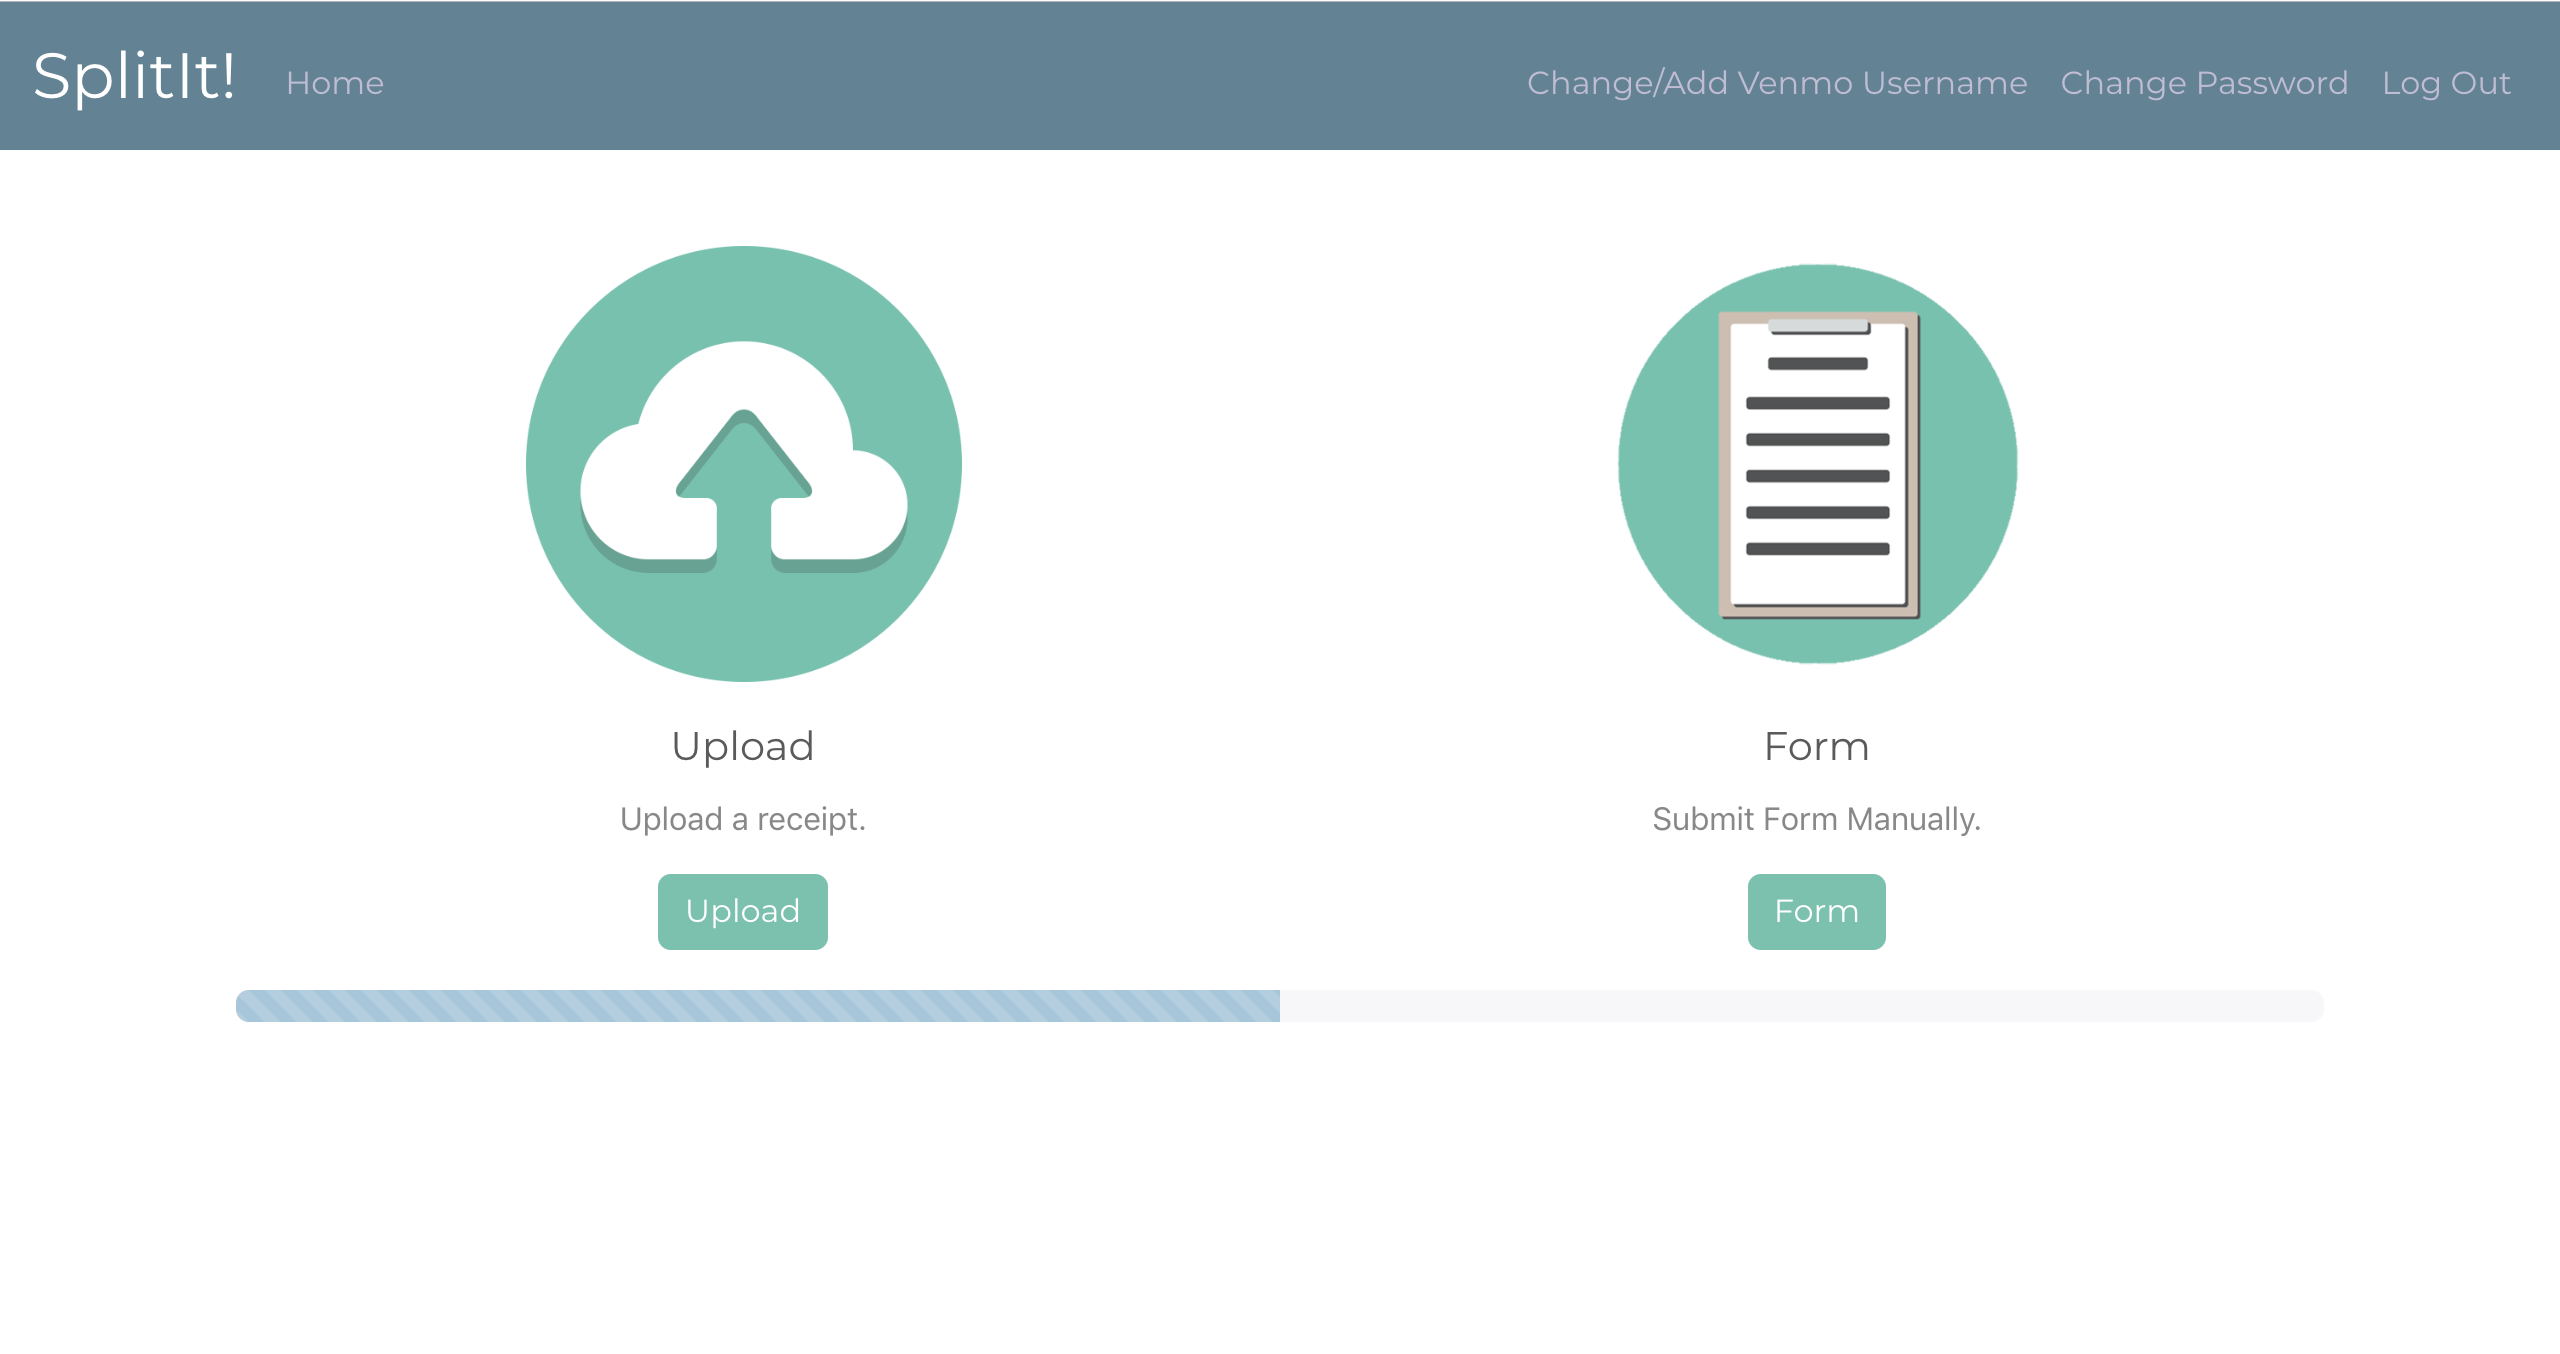 SplitIt! Home Change/Add Venmo Username Change Password Log Out
Upload
Upload a receipt.
Upload
Form
Submit Form Manually.
Form